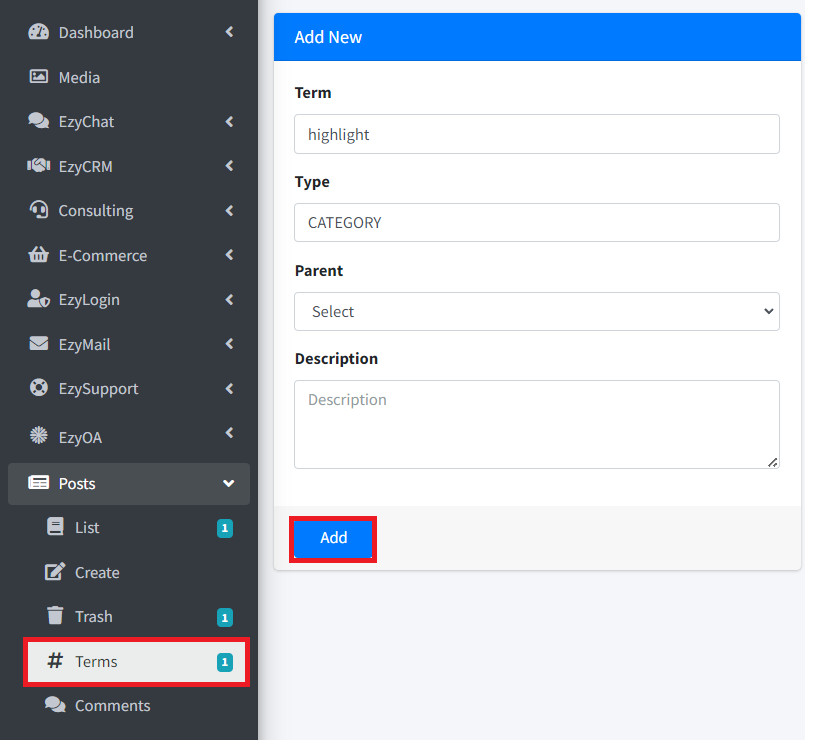 Dashboard
Media
EzyChat
EzyCRM
Consulting
E-Commerce
EzyLogin
EzyMail
EzySupport
EzyOA
Posts
List 1
Create
Trash 1
Terms 1
Comments
Add New
Term
highlight
Type
CATEGORY
Parent
Select
Description
Description
Add